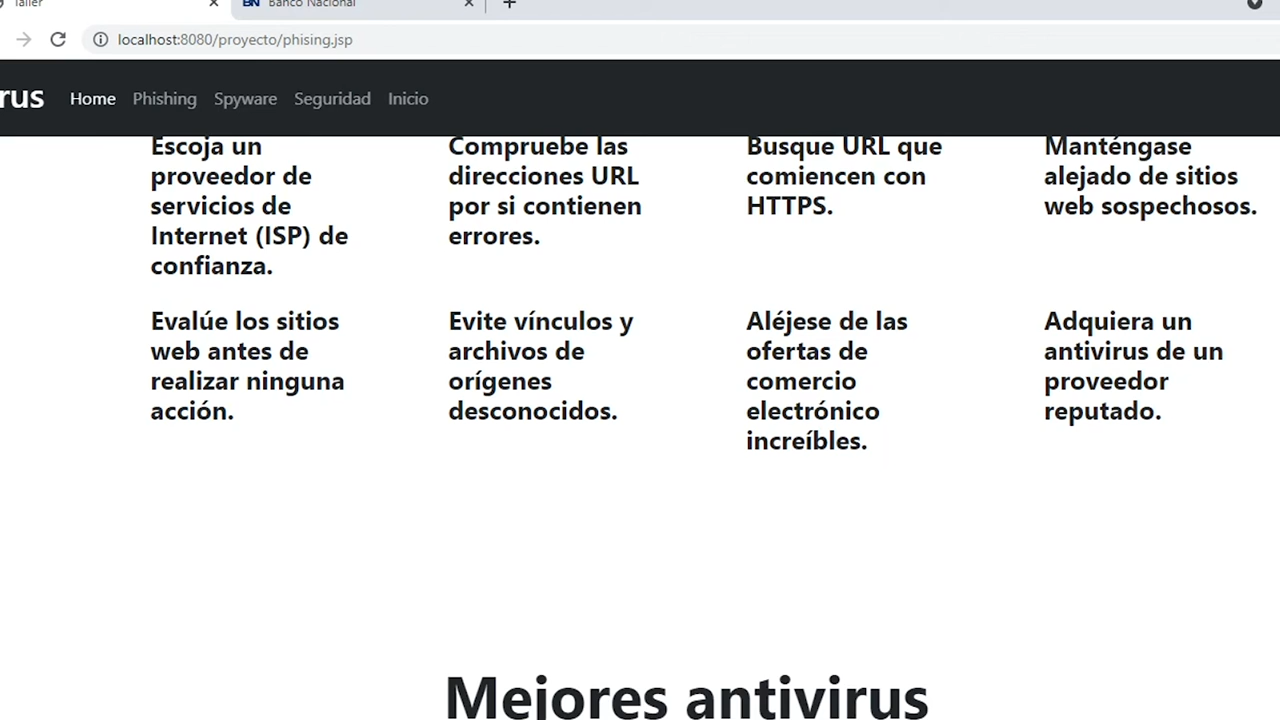 Taller
Banco Nacional
localhost:8080/proyecto/phising.jsp
rus
Home Phishing Spyware Seguridad Inicio
Escoja un
proveedor de
servicios de
Internet (ISP) de
confianza.
Compruebe las
direcciones URL
por si contienen
errores.
Busque URL que
comiencen con
HTTPS.
Manténgase
alejado de sitios
web sospechosos.
Evalúe los sitios
web antes de
realizar ninguna
acción.
Evite vínculos y
archivos de
orígenes
desconocidos.
Aléjese de las
ofertas de
comercio
electrónico
increíbles.
Adquiera un
antivirus de un
proveedor
reputado.
Mejores antivirus